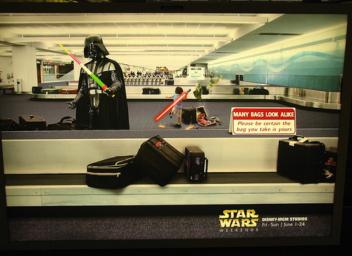 MANY BAGS LOOK ALIKE
Please be certain the
bag you take is yours
STAR
WARS
WEEKENDS
DISNEY-MGM STUDIOS
Fri - Sun | June 1-24